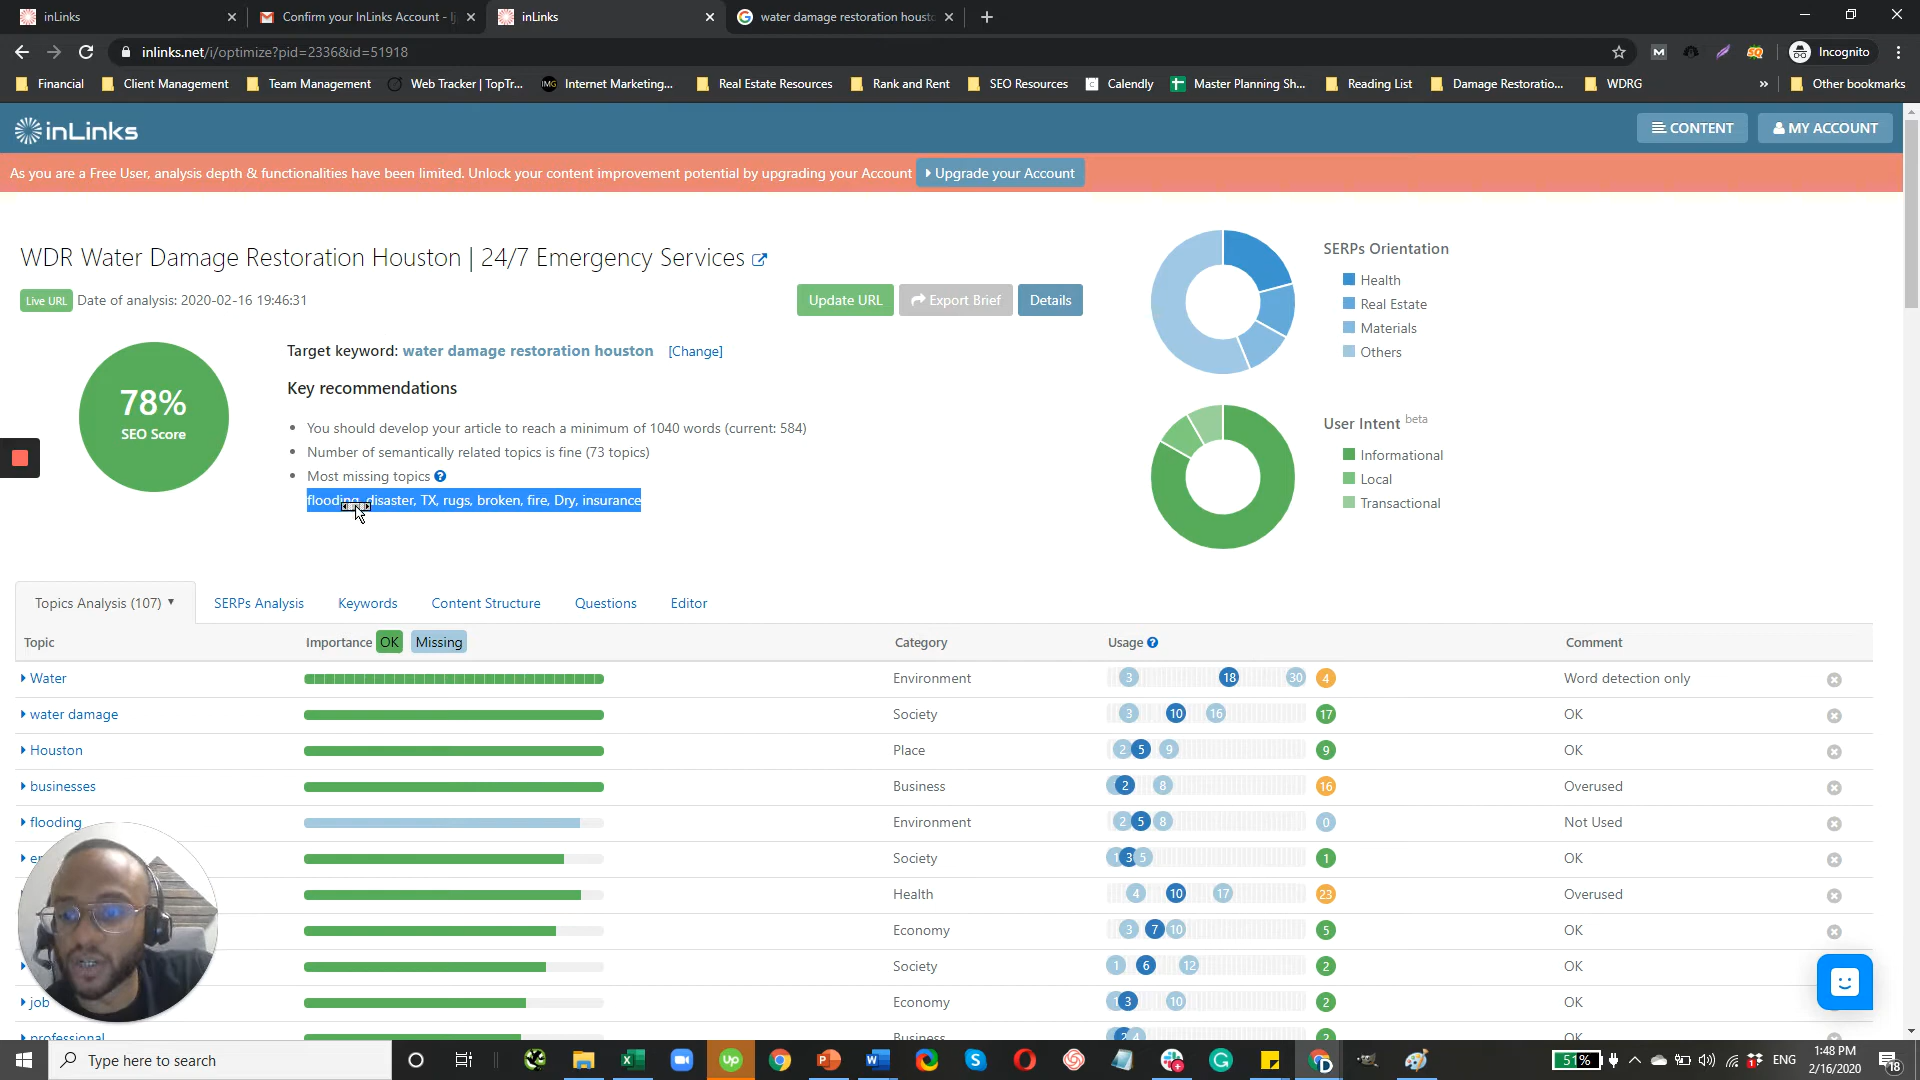 inLinks
Confirm your InLinks Account - lj
inLinks
water damage restoration housto
inlinks.net/i/optimize?pid=2336&id=51918
Incognito
Financial
Client Management
Team Management
Web Tracker | TopTr...
Internet Marketing...
Real Estate Resources
Rank and Rent
SEO Resources
Calendly
Master Planning Sh...
Reading List
Damage Restoratio...
WDRG
Other bookmarks
inLinks
CONTENT
MY ACCOUNT
As you are a Free User, analysis depth & functionalities have been limited. Unlock your content improvement potential by upgrading your Account
Upgrade your Account
WDR Water Damage Restoration Houston | 24/7 Emergency Services
Live URL
Date of analysis: 2020-02-16 19:46:31
Update URL
Export Brief
Details
78%
SEO Score
Target keyword: water damage restoration houston [Change]
Key recommendations
You should develop your article to reach a minimum of 1040 words (current: 584)
Number of semantically related topics is fine (73 topics)
Most missing topics ?
flooding, disaster, TX, rugs, broken, fire, Dry, insurance
SERPs Orientation
Health
Real Estate
Materials
Others
User Intent beta
Informational
Local
Transactional
Topics Analysis (107)
SERPs Analysis
Keywords
Content Structure
Questions
Editor
Topic
Importance OK Missing
Category
Usage ?
Comment
Water Environment 3 18 30 4 Word detection only
water damage Society 3 10 16 17 OK
Houston Place 2 5 9 9 OK
businesses Business 2 8 16 Overused
flooding Environment 2 5 8 0 Not Used
Society 1 3 5 1 OK
Health 4 10 17 23 Overused
Economy 3 7 10 5 OK
Society 1 6 12 2 OK
job Economy 1 3 10 2 OK
professional Business 2 4 2 OK
Type here to search
51%
ENG
1:48 PM
2/16/2020
18